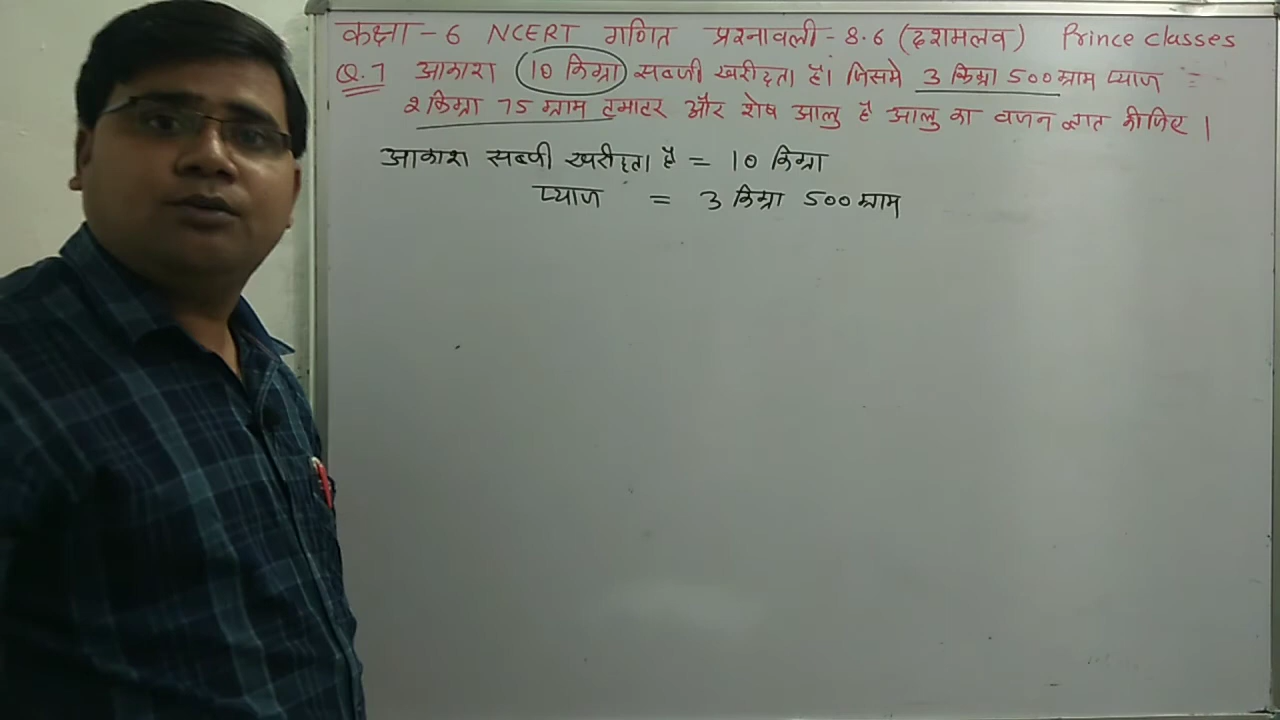 कक्षा - 6 NCERT गणित प्रश्नावली - 8.6 (दशमलव) Prince classes
Q.7 आकाश 10 किग्रा सब्जी खरीदता है। जिसमे 3 किग्रा 500 ग्राम प्याज
2 किग्रा 75 ग्राम टमाटर और शेष आलु है आलु का वजन ज्ञात कीजिए।
आकाश सब्जी खरीदता है = 10 किग्रा
प्याज = 3 किग्रा 500 ग्राम